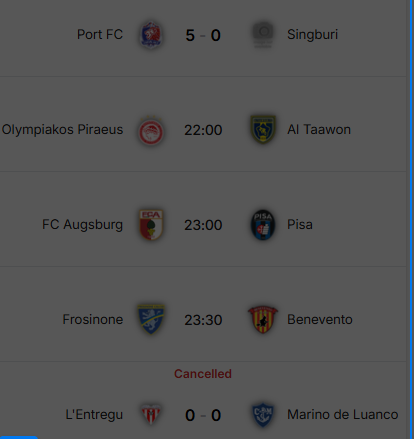 Port FC 5 - 0 Singburi
Olympiakos Piraeus 22:00 Al Taawon
FC Augsburg 23:00 Pisa
Frosinone 23:30 Benevento
Cancelled
L'Entregu 0 - 0 Marino de Luanco